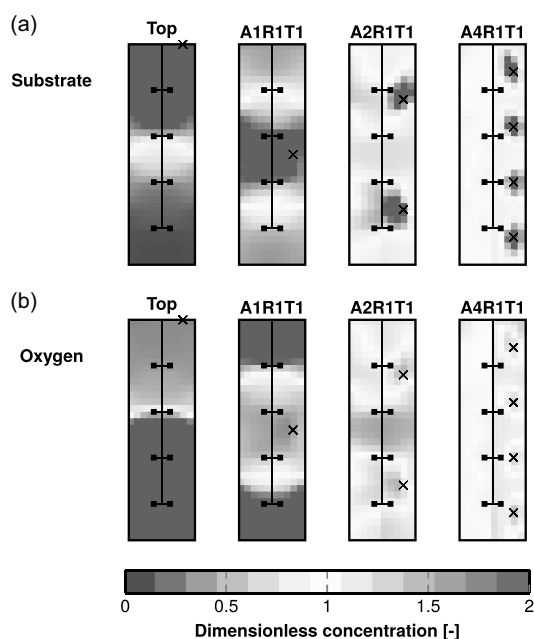 (a)
Top A1R1T1 A2R1T1 A4R1T1
Substrate
(b)
Top A1R1T1 A2R1T1 A4R1T1
Oxygen
0 0.5 1 1.5 2
Dimensionless concentration [-]